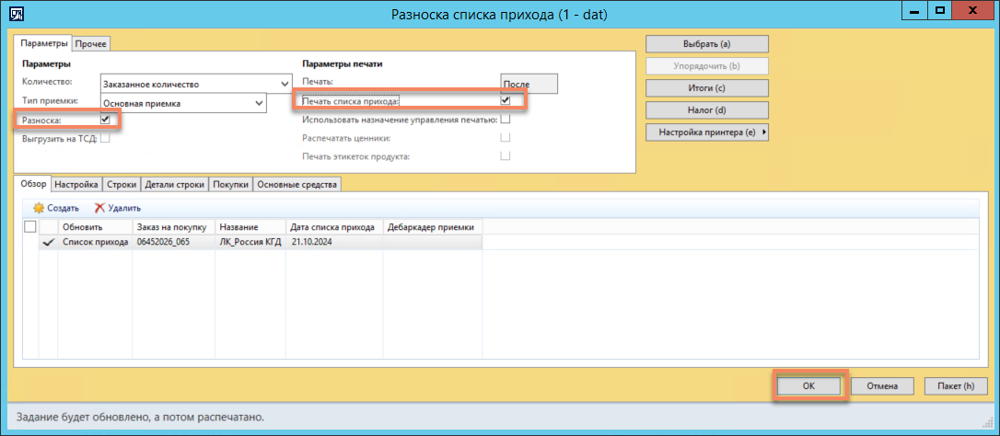 Разноска списка прихода (1 - dat)
Параметры Прочее
Параметры
Количество: Заказанное количество
Тип приемки: Основная приемка
Разноска:
Выгрузить на ТСД:
Параметры печати
Печать: После
Печать списка прихода:
Использовать назначение управления печатью:
Распечатать ценники:
Печать этикеток продукта:
Выбрать (a)
Упорядочить (b)
Итоги (c)
Налог (d)
Настройка принтера (e)
Обзор Настройка Строки Детали строки Покупки Основные средства
Создать Удалить
Обновить Заказ на покупку Название Дата списка прихода Дебаркадер приемки
Список прихода 06452026_065 ЛК_Россия КГД 21.10.2024
ОК Отмена Пакет (h)
Задание будет обновлено, а потом распечатано.